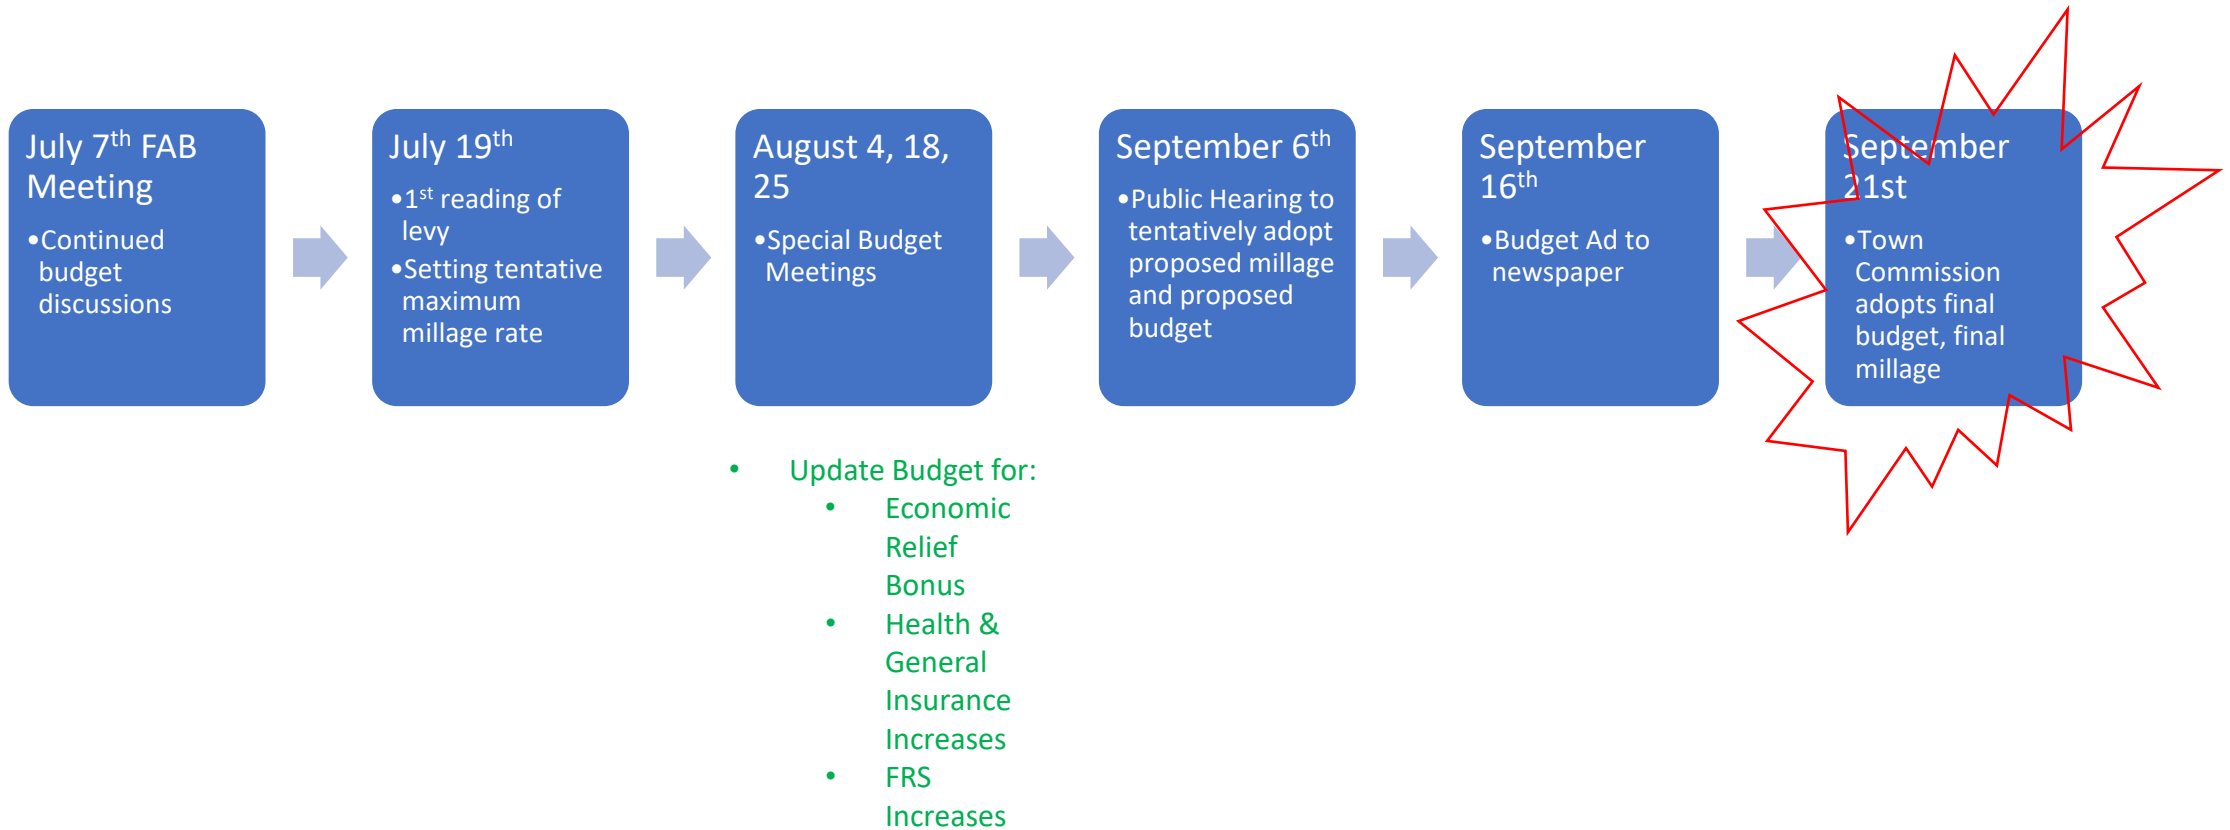 July 7th FAB
Meeting
•Continued
budget
discussions
July 19th
•1st reading of
levy
•Setting tentative
maximum
millage rate
August 4, 18,
25
•Special Budget
Meetings
September 6th
•Public Hearing to
tentatively adopt
proposed millage
and proposed
budget
September
16th
•Budget Ad to
newspaper
September
21st
•Town
Commission
adopts final
budget, final
millage
• Update Budget for:
• Economic
Relief
Bonus
• Health &
General
Insurance
Increases
• FRS
Increases